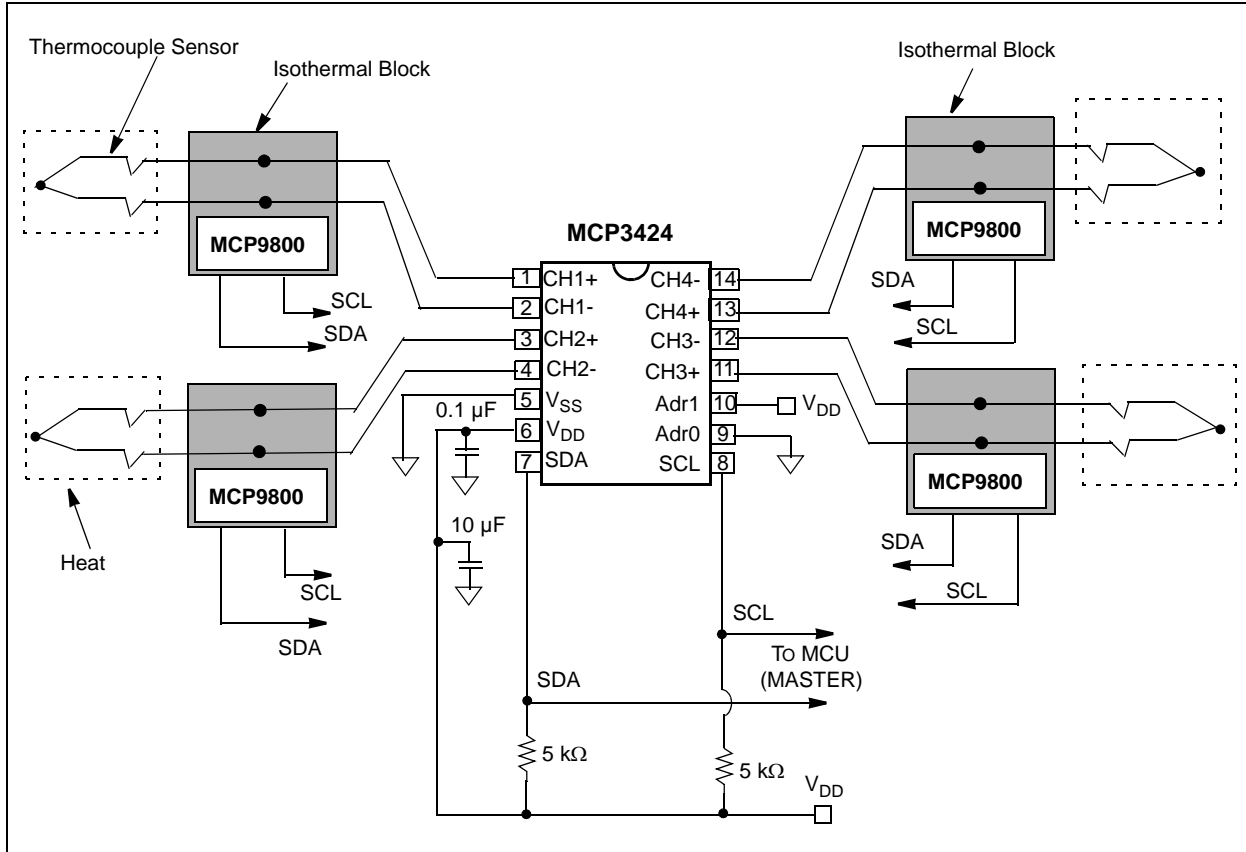 Thermocouple Sensor
Isothermal Block
Isothermal Block
MCP9800
SCL
SDA
MCP9800
SDA
SCL
MCP3424
1 CH1+
2 CH1-
3 CH2+
4 CH2-
5 VSS
6 VDD
7 SDA
CH4- 14
CH4+ 13
CH3- 12
CH3+ 11
Adr1 10
Adr0 9
SCL 8
VDD
0.1 µF
10 µF
MCP9800
SCL
SDA
Heat
MCP9800
SDA
SCL
SCL
TO MCU
(MASTER)
SDA
5 kΩ
5 kΩ
VDD